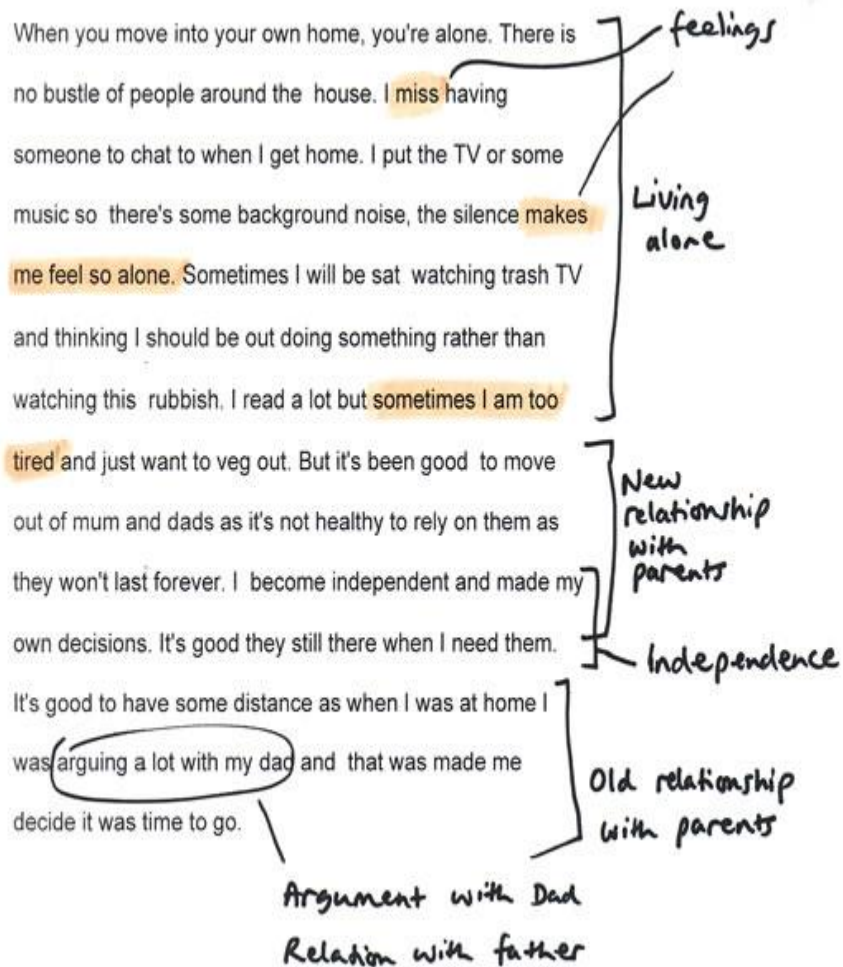 When you move into your own home, you're alone. There is
feelings
no bustle of people around the house. I miss having
someone to chat to when I get home. I put the TV or some
music so there's some background noise, the silence makes
Living
alone
me feel so alone. Sometimes I will be sat watching trash TV
and thinking I should be out doing something rather than
watching this rubbish. I read a lot but sometimes I am too
tired and just want to veg out. But it's been good to move
New
relationship
with
parents
out of mum and dads as it's not healthy to rely on them as
they won't last forever. I become independent and made my
own decisions. It's good they still there when I need them.
Independence
It's good to have some distance as when I was at home I
was arguing a lot with my dad and that was made me
decide it was time to go.
Old relationship
with parents
Argument with Dad
Relation with father